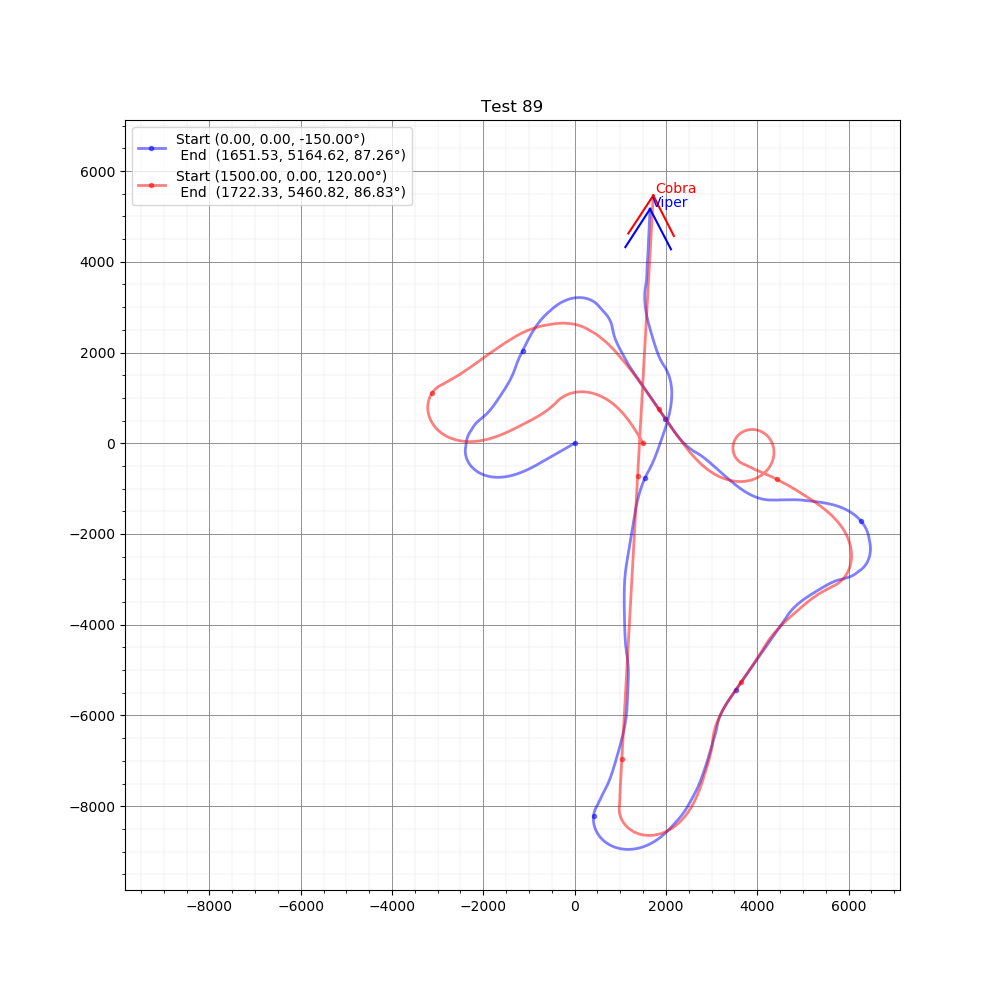 Test 89
Start (0.00, 0.00, -150.00°)
End (1651.53, 5164.62, 87.26°)
Start (1500.00, 0.00, 120.00°)
End (1722.33, 5460.82, 86.83°)
Cobra
Viper
6000
4000
2000
0
−2000
−4000
−6000
−8000
−8000 −6000 −4000 −2000 0 2000 4000 6000